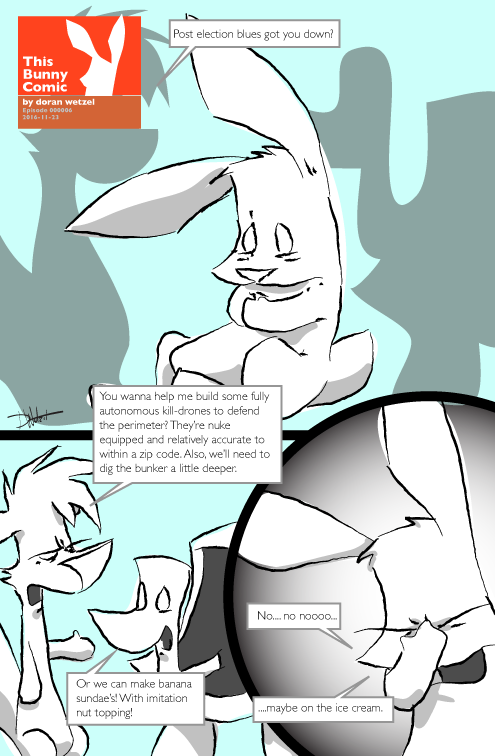 Post election blues got you down?
This
Bunny
Comic
by doran wetzel
Episode 000006
2016-11-23
You wanna help me build some fully
autonomous kill-drones to defend
the perimeter? They're nuke
equipped and relatively accurate to
within a zip code. Also, we'll need to
dig the bunker a little deeper.
No.... no noooo...
Or we can make banana
sundae's! With imitation
nut topping!
....maybe on the ice cream.